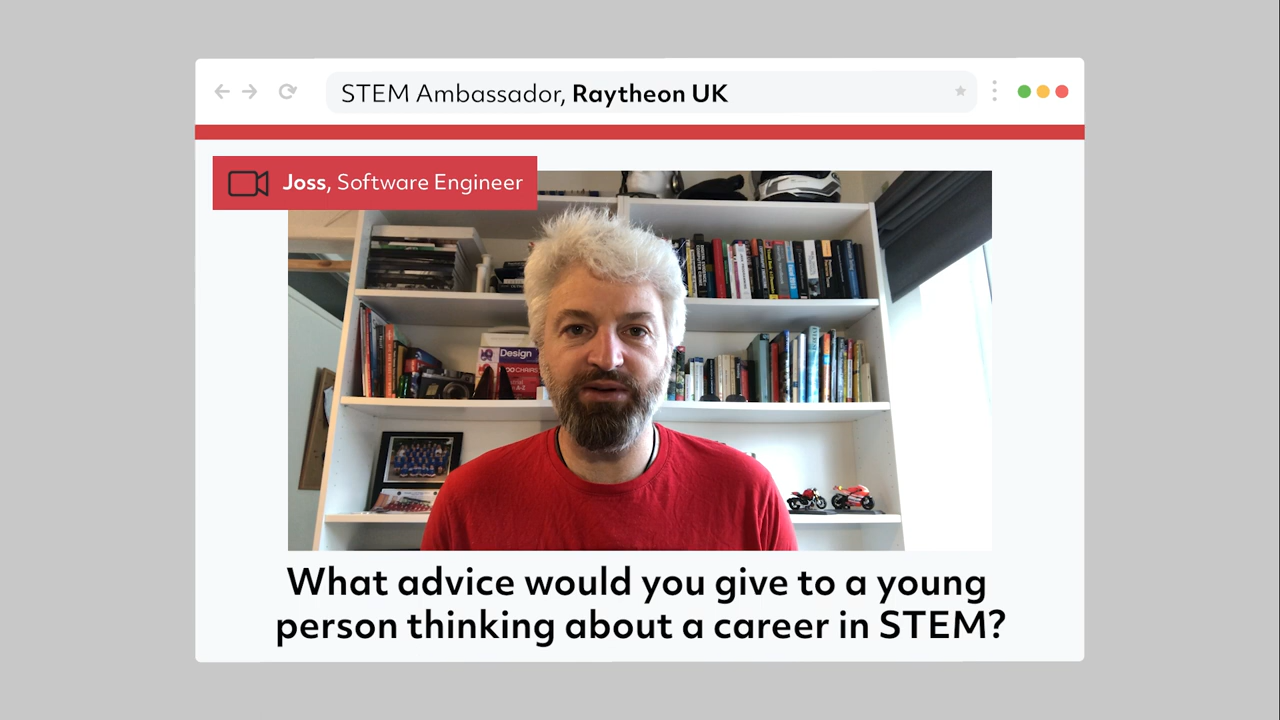 STEM Ambassador, Raytheon UK
Joss, Software Engineer
Design
What advice would you give to a young
person thinking about a career in STEM?